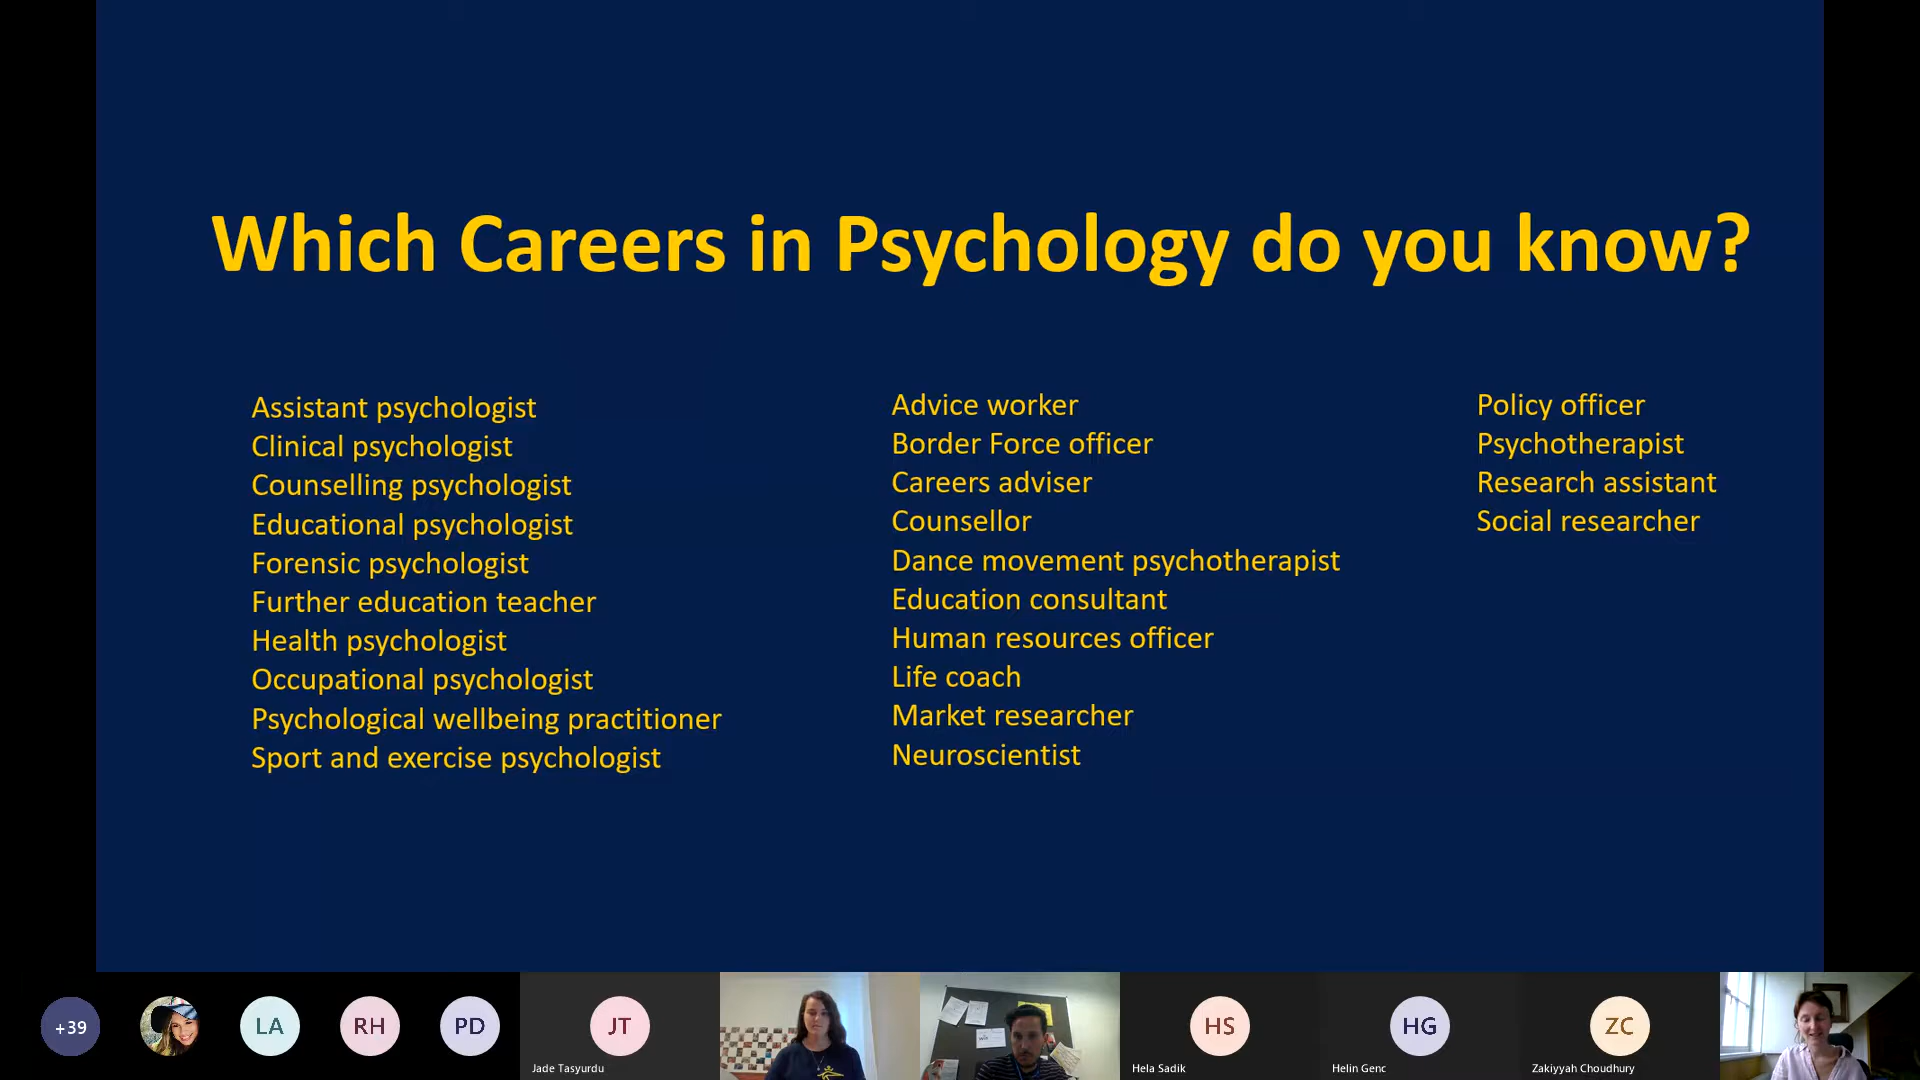 Which Careers in Psychology do you know?
Assistant psychologist
Clinical psychologist
Counselling psychologist
Educational psychologist
Forensic psychologist
Further education teacher
Health psychologist
Occupational psychologist
Psychological wellbeing practitioner
Sport and exercise psychologist
Advice worker
Border Force officer
Careers adviser
Counsellor
Dance movement psychotherapist
Education consultant
Human resources officer
Life coach
Market researcher
Neuroscientist
Policy officer
Psychotherapist
Research assistant
Social researcher
+39
LA
RH
PD
JT
Jade Tasyurdu
HS
Hela Sadik
HG
Helin Genc
ZC
Zakiyyah Choudhury